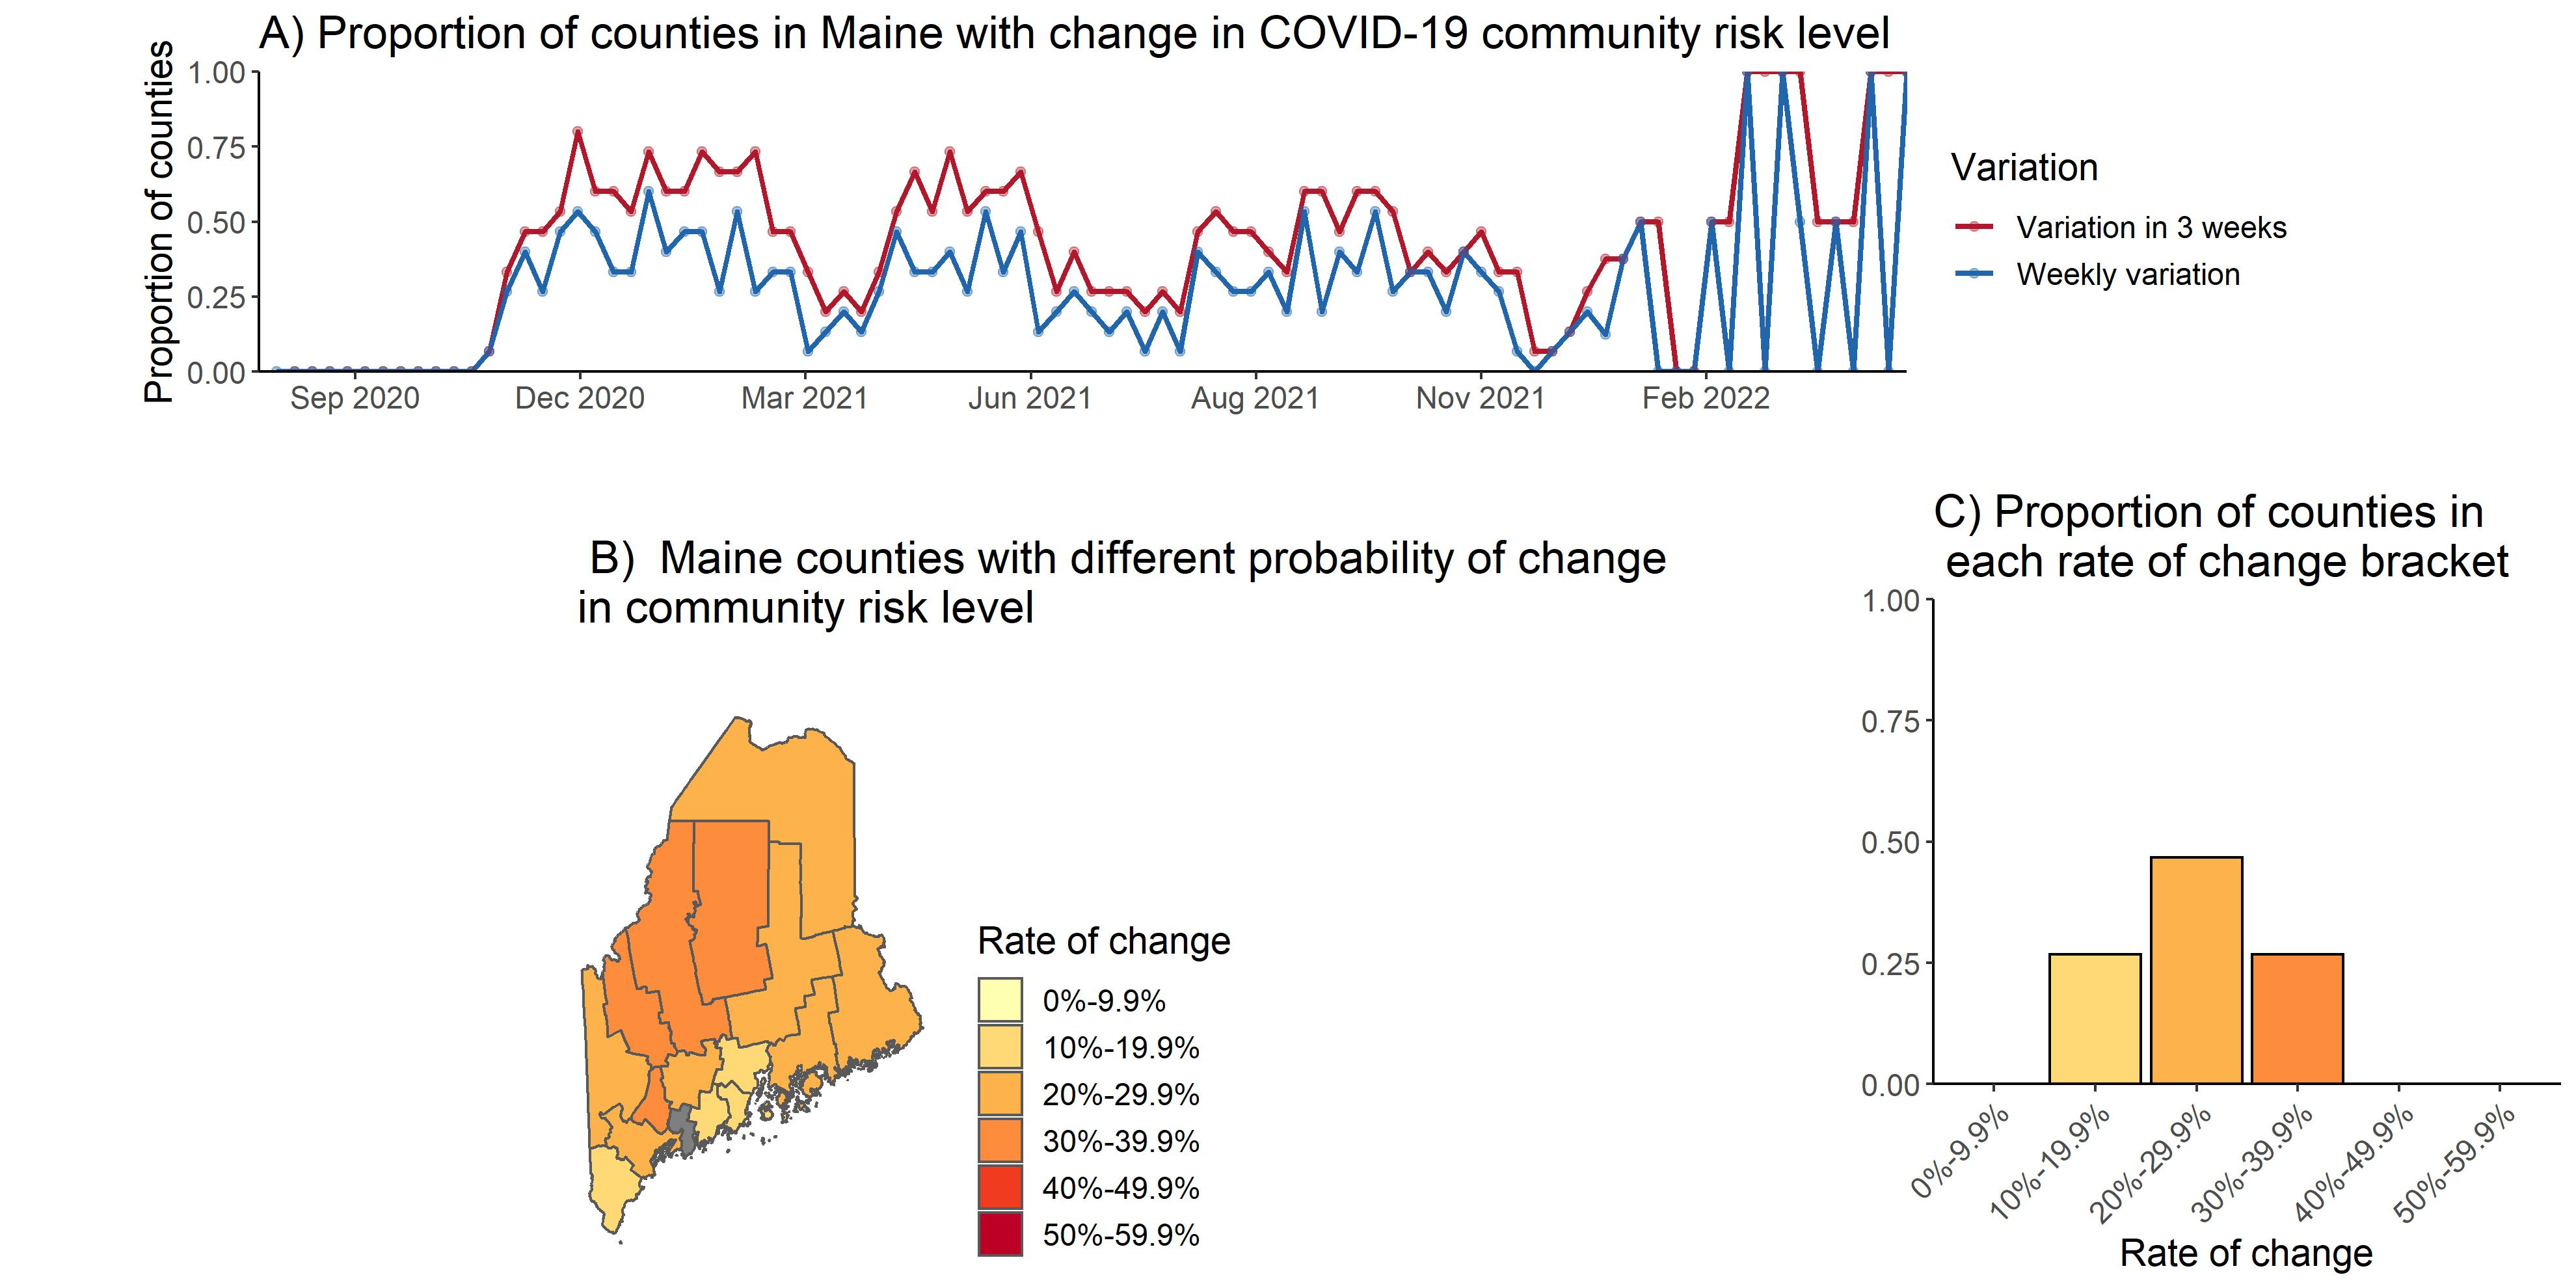 A) Proportion of counties in Maine with change in COVID-19 community risk level
Proportion of counties
1.00
0.75
0.50
0.25
0.00
Sep 2020
Dec 2020
Mar 2021
Jun 2021
Aug 2021
Nov 2021
Feb 2022
Variation
Variation in 3 weeks
Weekly variation
B) Maine counties with different probability of change
in community risk level
Rate of change
0%-9.9%
10%-19.9%
20%-29.9%
30%-39.9%
40%-49.9%
50%-59.9%
C) Proportion of counties in
each rate of change bracket
1.00
0.75
0.50
0.25
0.00
0%-9.9%
10%-19.9%
20%-29.9%
30%-39.9%
40%-49.9%
50%-59.9%
Rate of change